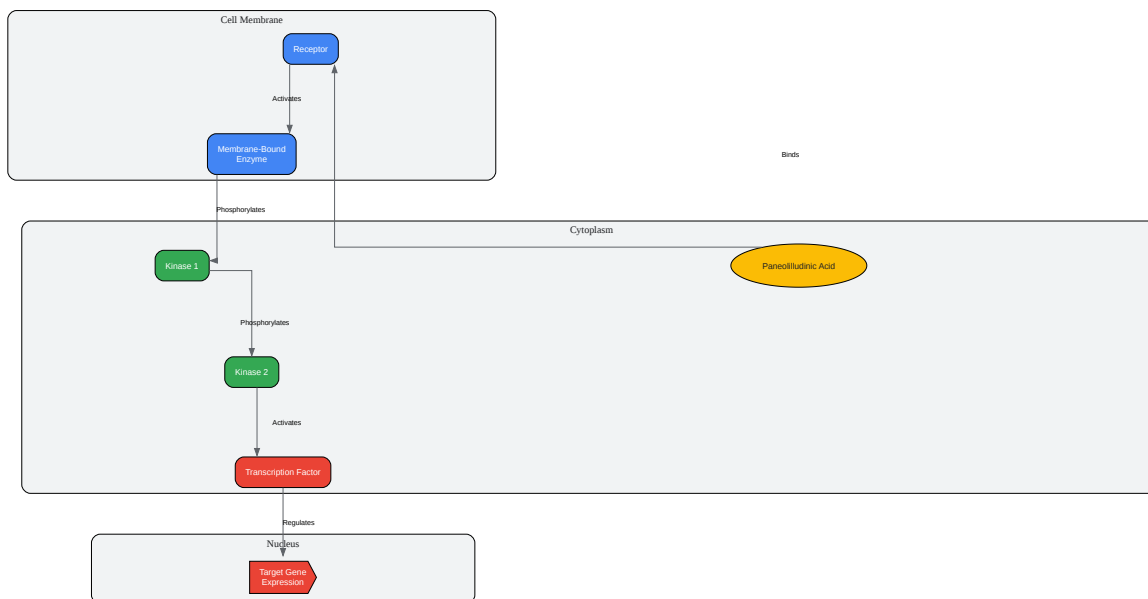 Cell Membrane
Receptor
Activates
Membrane-Bound
Enzyme
Binds
Phosphorylates
Cytoplasm
Kinase 1
Paneolilludinic Acid
Phosphorylates
Kinase 2
Activates
Transcription Factor
Regulates
Nucleus
Target Gene
Expression